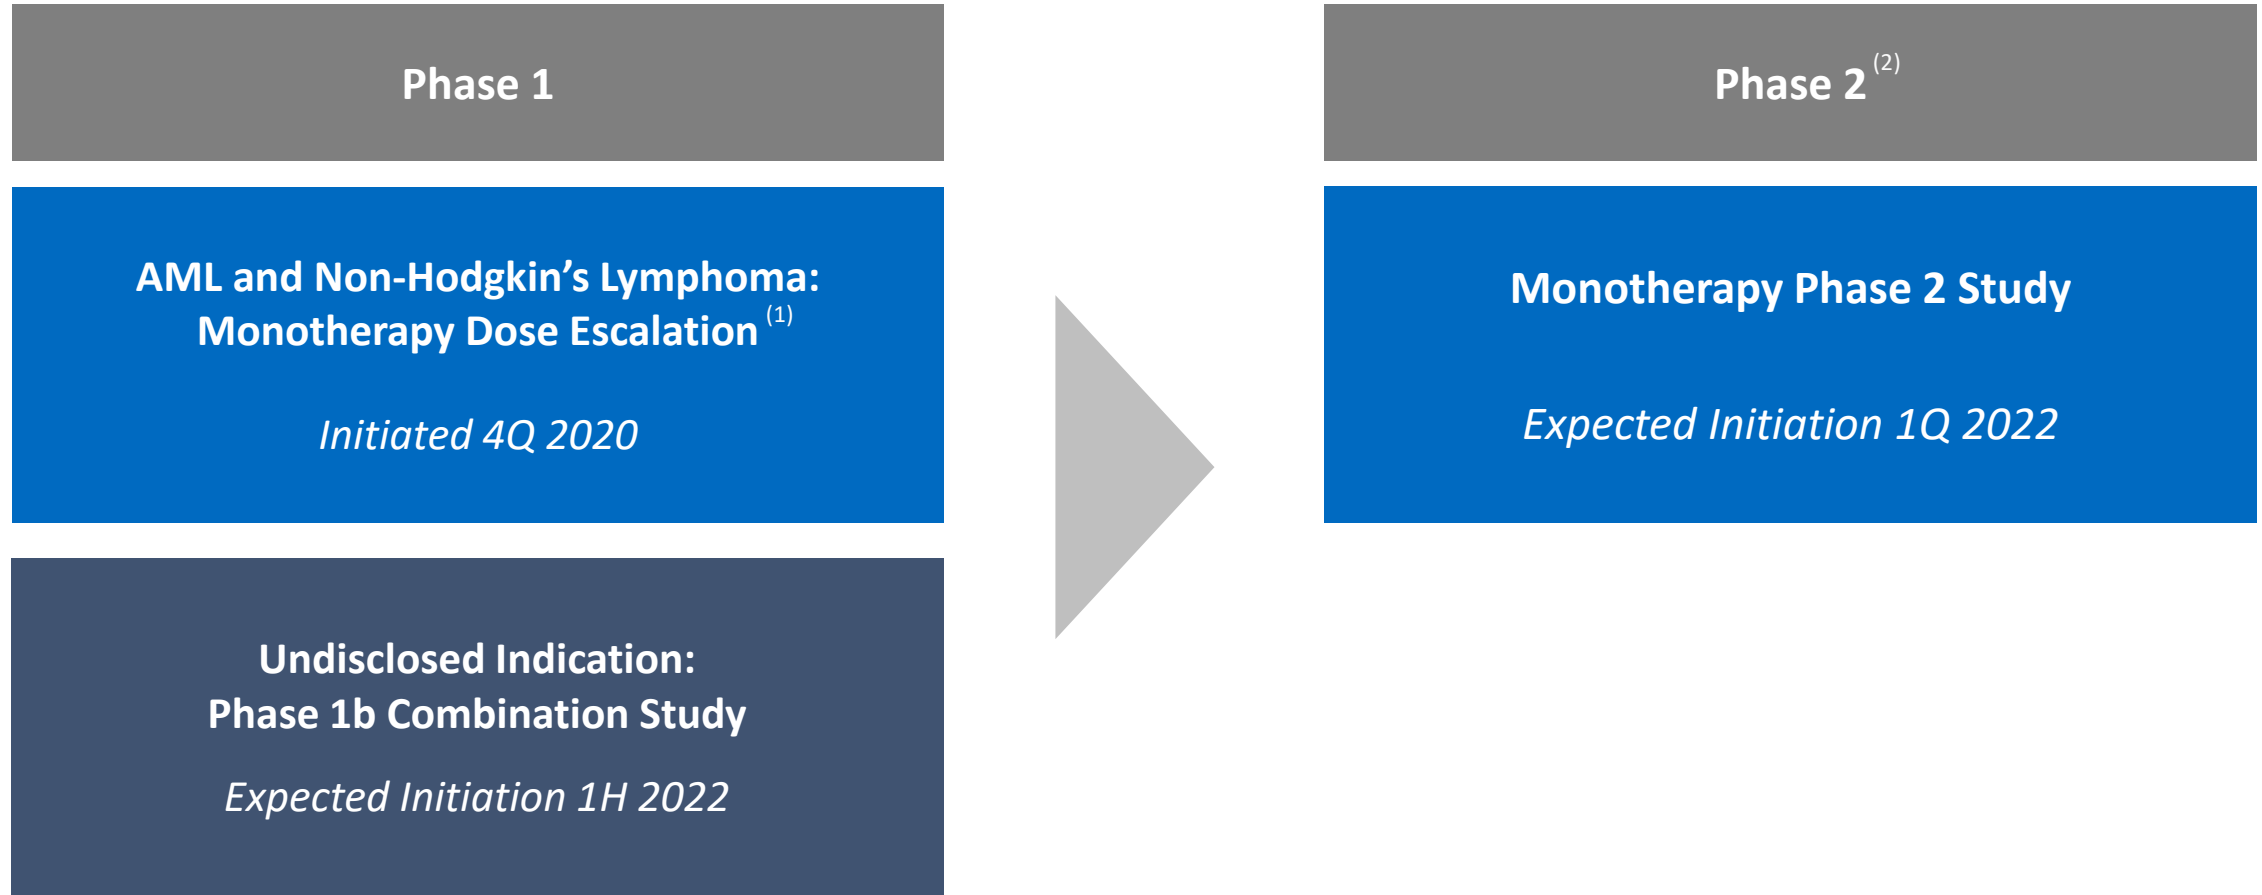 Phase 1
AML and Non-Hodgkin’s Lymphoma:
Monotherapy Dose Escalation (1)
Initiated 4Q 2020
Undisclosed Indication:
Phase 1b Combination Study
Expected Initiation 1H 2022
Phase 2 (2)
Monotherapy Phase 2 Study
Expected Initiation 1Q 2022